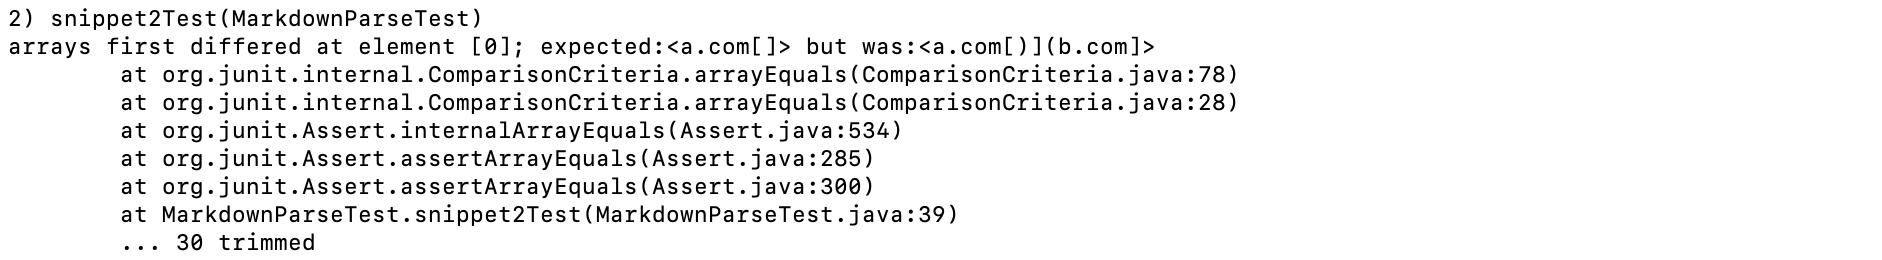 2) snippet2Test(MarkdownParseTest)
arrays first differed at element [0]; expected:<a.com[]> but was:<a.com[)](b.com]>
at org.junit.internal.ComparisonCriteria.arrayEquals(ComparisonCriteria.java:78)
at org.junit.internal.ComparisonCriteria.arrayEquals(ComparisonCriteria.java:28)
at org.junit.Assert.internalArrayEquals(Assert.java:534)
at org.junit.Assert.assertArrayEquals(Assert.java:285)
at org.junit.Assert.assertArrayEquals(Assert.java:300)
at MarkdownParseTest.snippet2Test(MarkdownParseTest.java:39)
... 30 trimmed